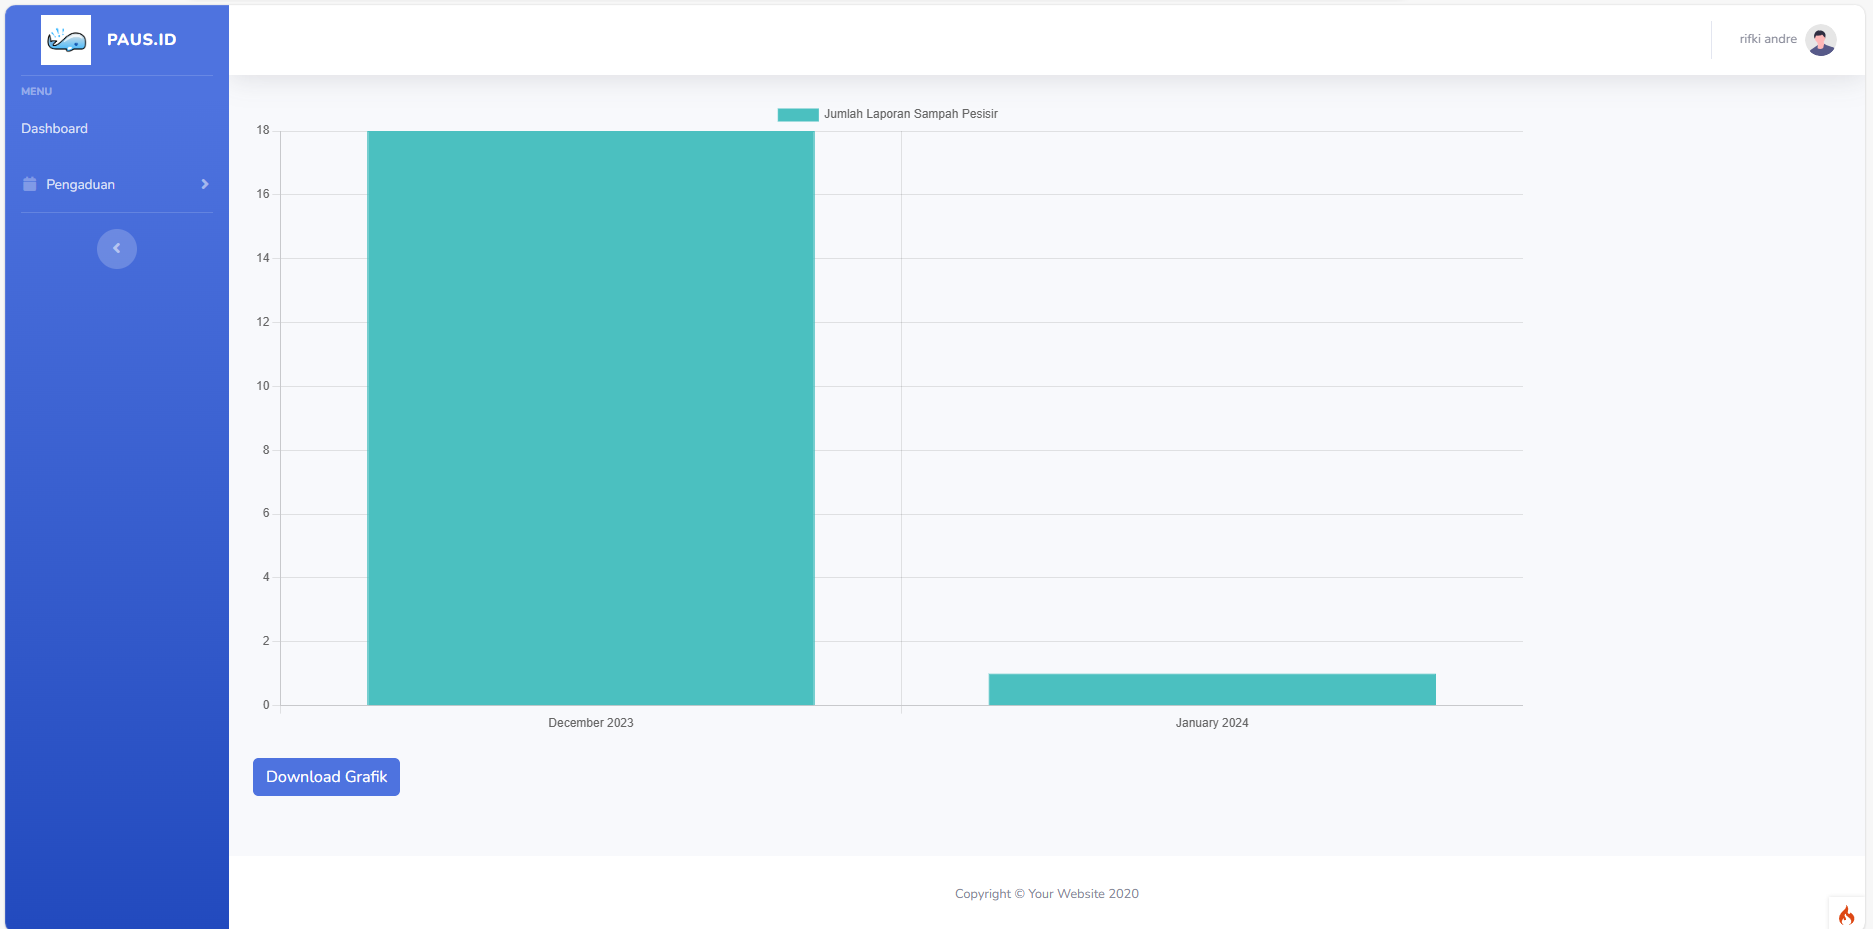 PAUS.ID
rifki andre
MENU
Dashboard
Pengaduan
Jumlah Laporan Sampah Pesisir
18
16
14
12
10
8
6
4
2
0
December 2023 January 2024
Download Grafik
Copyright © Your Website 2020